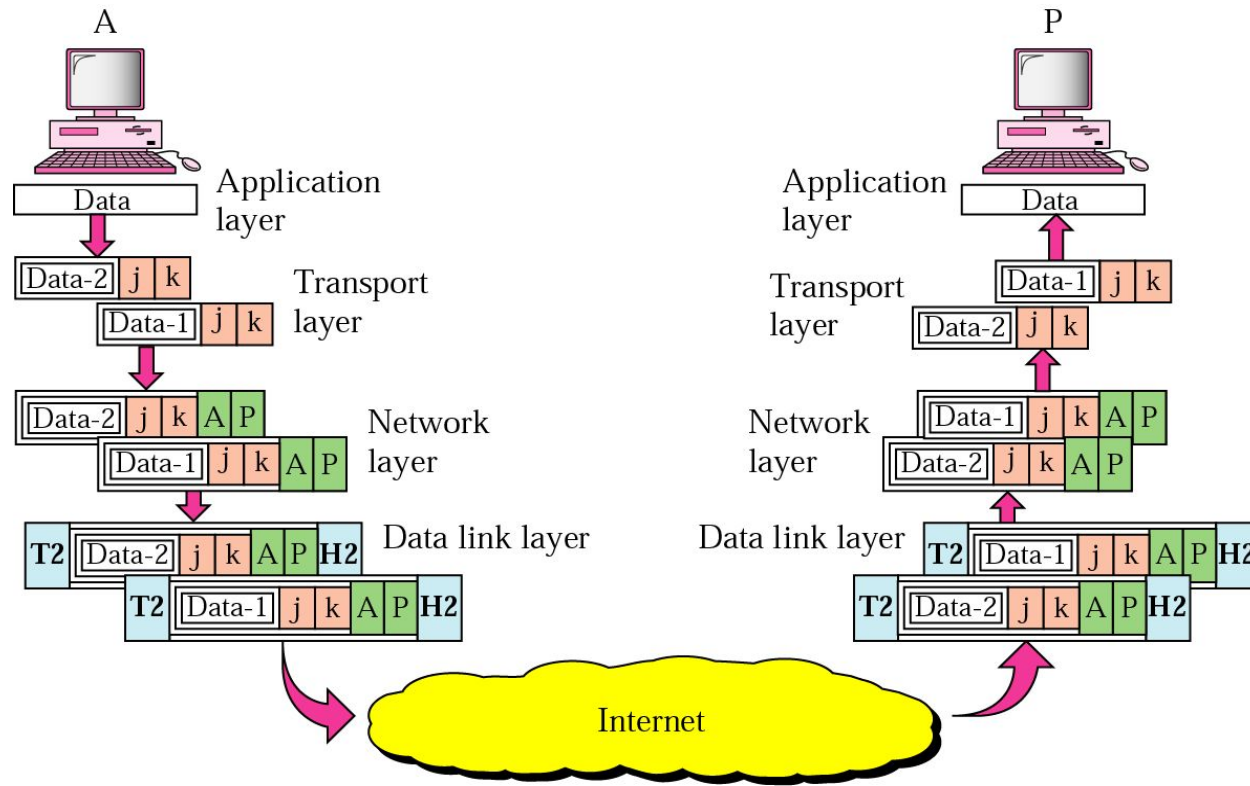 A
P
Data
Application
layer
Application
layer
Data
Data-2 j k
Transport
layer
Data-1 j k
Transport
layer
Data-1 j k
Data-2 j k
Data-2 j k A P
Network
layer
Data-1 j k A P
Network
layer
Data-1 j k A P
Data-2 j k A P
T2 Data-2 j k A P H2
Data link layer
T2 Data-1 j k A P H2
Data link layer
T2 Data-1 j k A P H2
T2 Data-2 j k A P H2
Internet